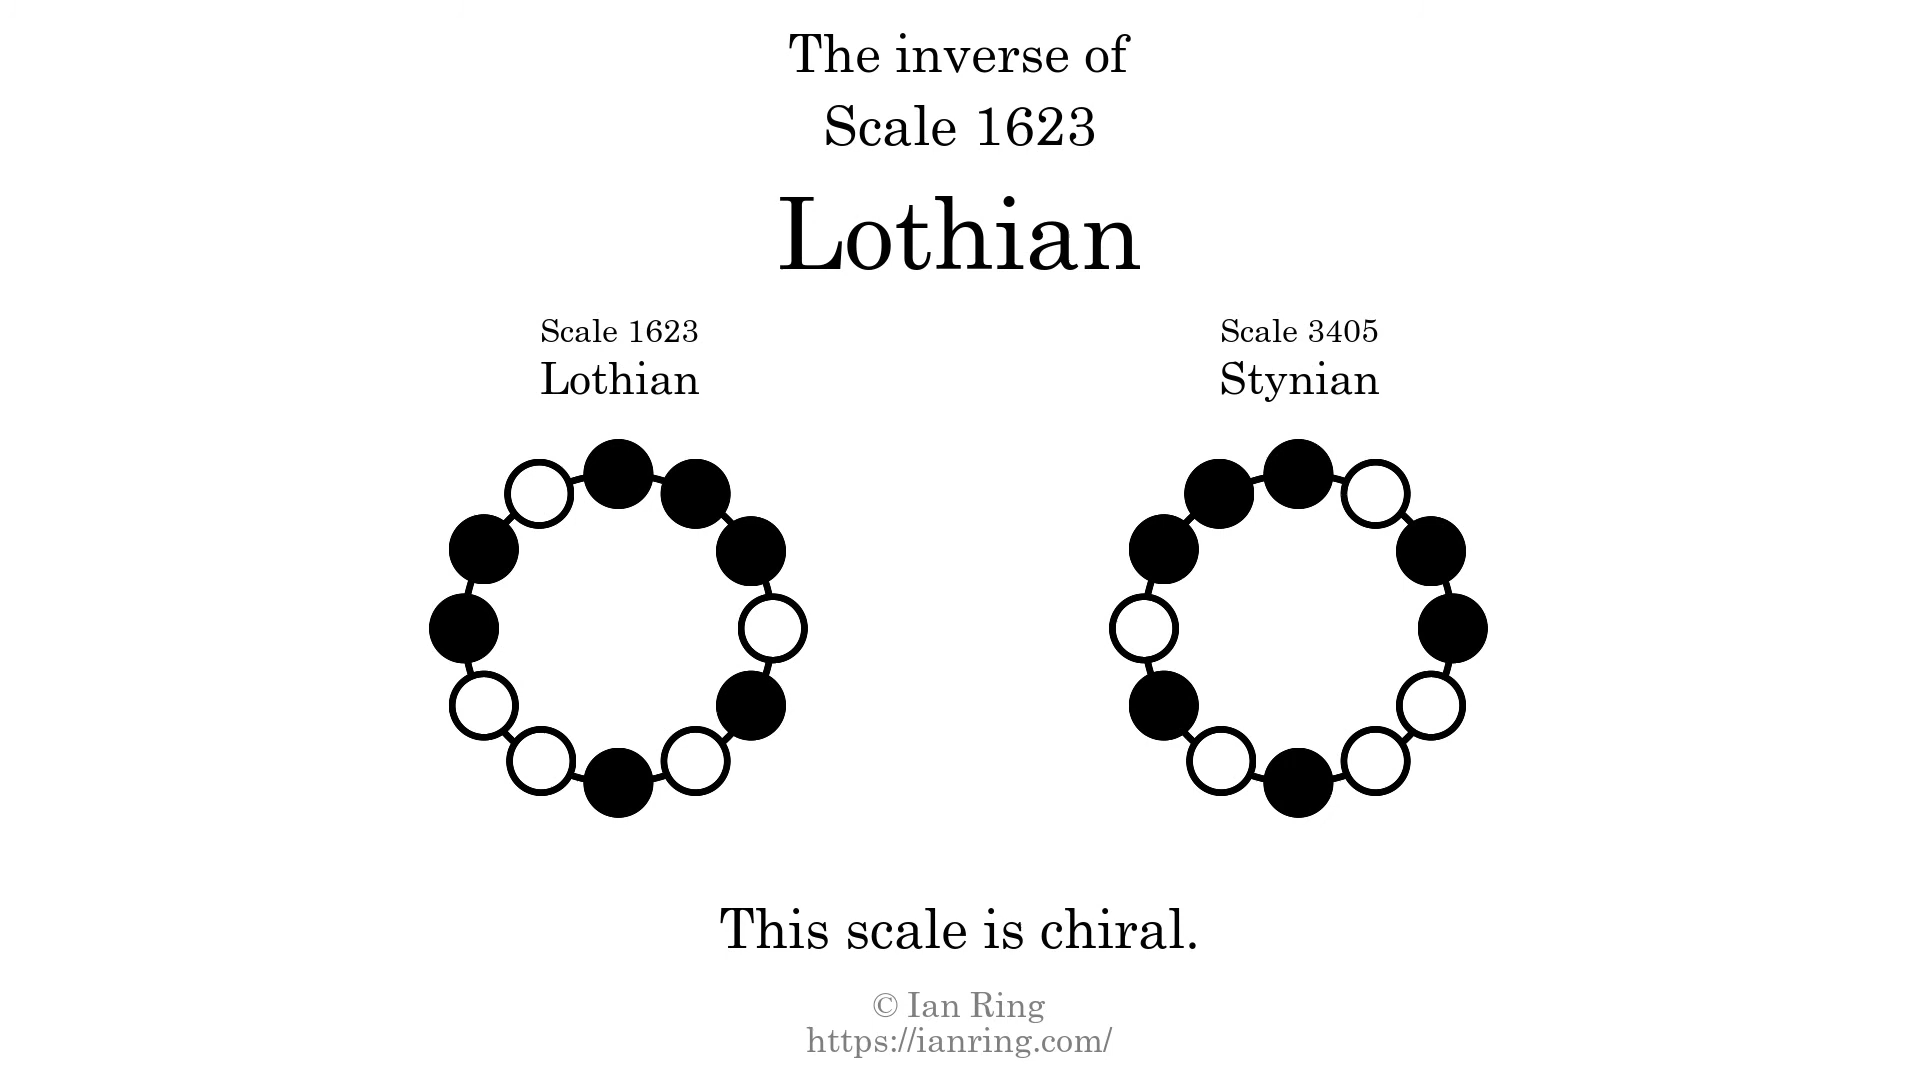 The inverse of
Scale 1623
Lothian
Scale 1623
Lothian
Scale 3405
Stynian
This scale is chiral.
© Ian Ring
https://ianring.com/